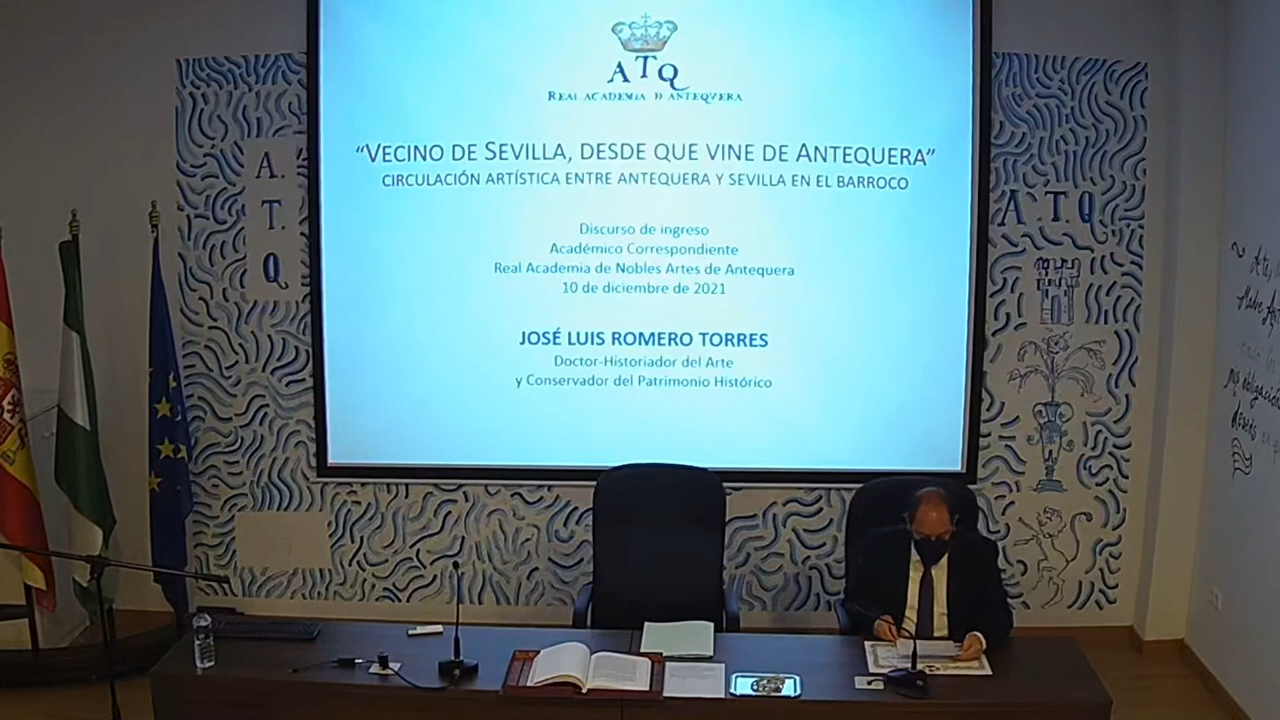 ATQ
REAL ACADEMIA D ANTEQVERA
“VECINO DE SEVILLA, DESDE QUE VINE DE ANTEQUERA”
CIRCULACIÓN ARTÍSTICA ENTRE ANTEQUERA Y SEVILLA EN EL BARROCO
Discurso de ingreso
Académico Correspondiente
Real Academia de Nobles Artes de Antequera
10 de diciembre de 2021
JOSÉ LUIS ROMERO TORRES
Doctor-Historiador del Arte
y Conservador del Patrimonio Histórico
A.
T.
Q
A.T.Q